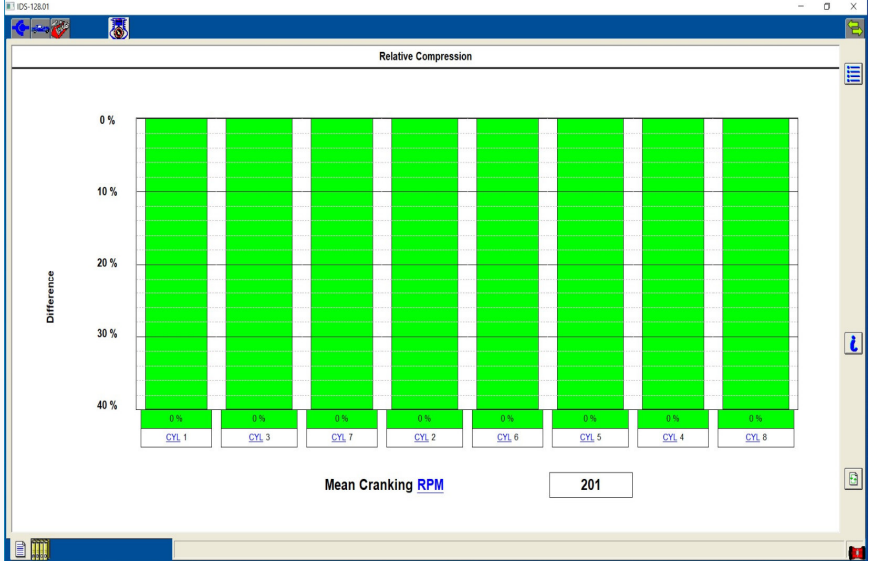 IDS-128.01
Relative Compression
0 %
10 %
20 %
30 %
40 %
Difference
0 % 0 % 0 % 0 % 0 % 0 % 0 % 0 %
CYL 1 CYL 3 CYL 7 CYL 2 CYL 6 CYL 5 CYL 4 CYL 8
Mean Cranking RPM 201